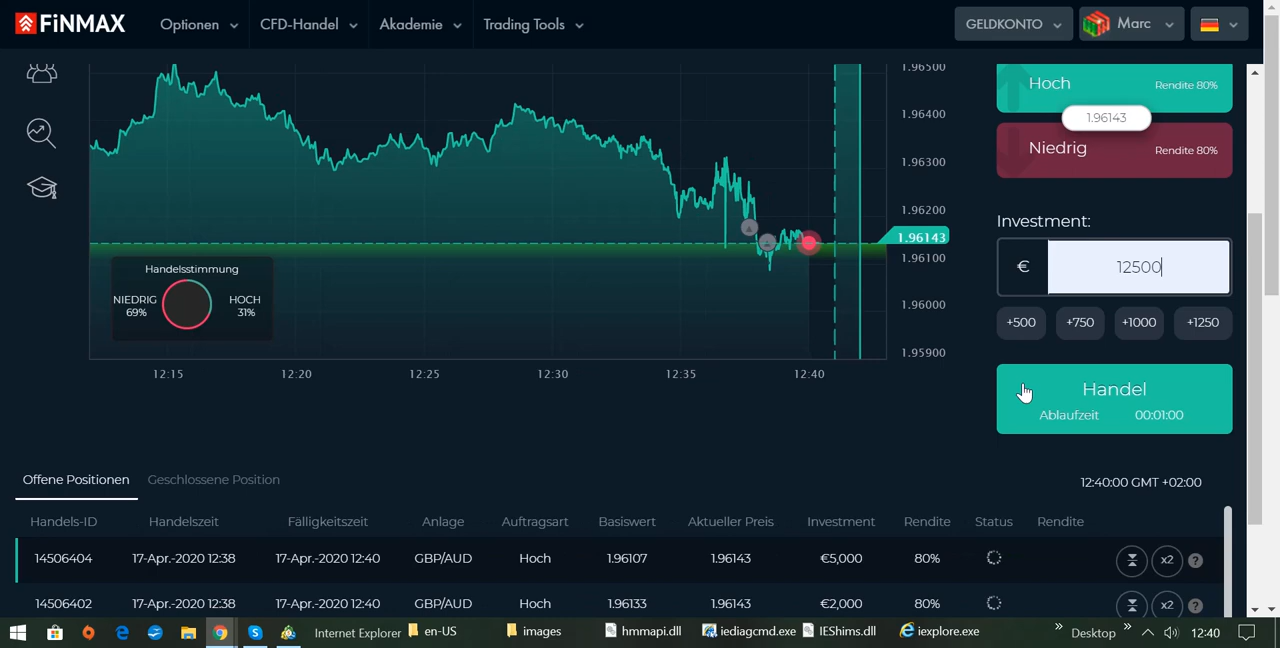 FiNMAX Optionen CFD-Handel Akademie Trading Tools GELDKONTO Marc
1.96500
1.96400
1.96300
1.96200
1.96143
1.96100
1.96000
1.95900
Handelsstimmung
NIEDRIG HOCH
69% 31%
12:15 12:20 12:25 12:30 12:35 12:40
Hoch Rendite 80%
1.96143
Niedrig Rendite 80%
Investment:
€ 12500
+500 +750 +1000 +1250
Handel
Ablaufzeit 00:01:00
Offene Positionen Geschlossene Position 12:40:00 GMT +02:00
Handels-ID Handelszeit Fälligkeitszeit Anlage Auftragsart Basiswert Aktueller Preis Investment Rendite Status Rendite
14506404 17-Apr.-2020 12:38 17-Apr.-2020 12:40 GBP/AUD Hoch 1.96107 1.96143 €5,000 80% x2 ?
14506402 17-Apr.-2020 12:38 17-Apr.-2020 12:40 GBP/AUD Hoch 1.96133 1.96143 €2,000 80% x2 ?
Internet Explorer en-US images hmmapi.dll iediagcmd.exe IEShims.dll iexplore.exe » Desktop » 12:40